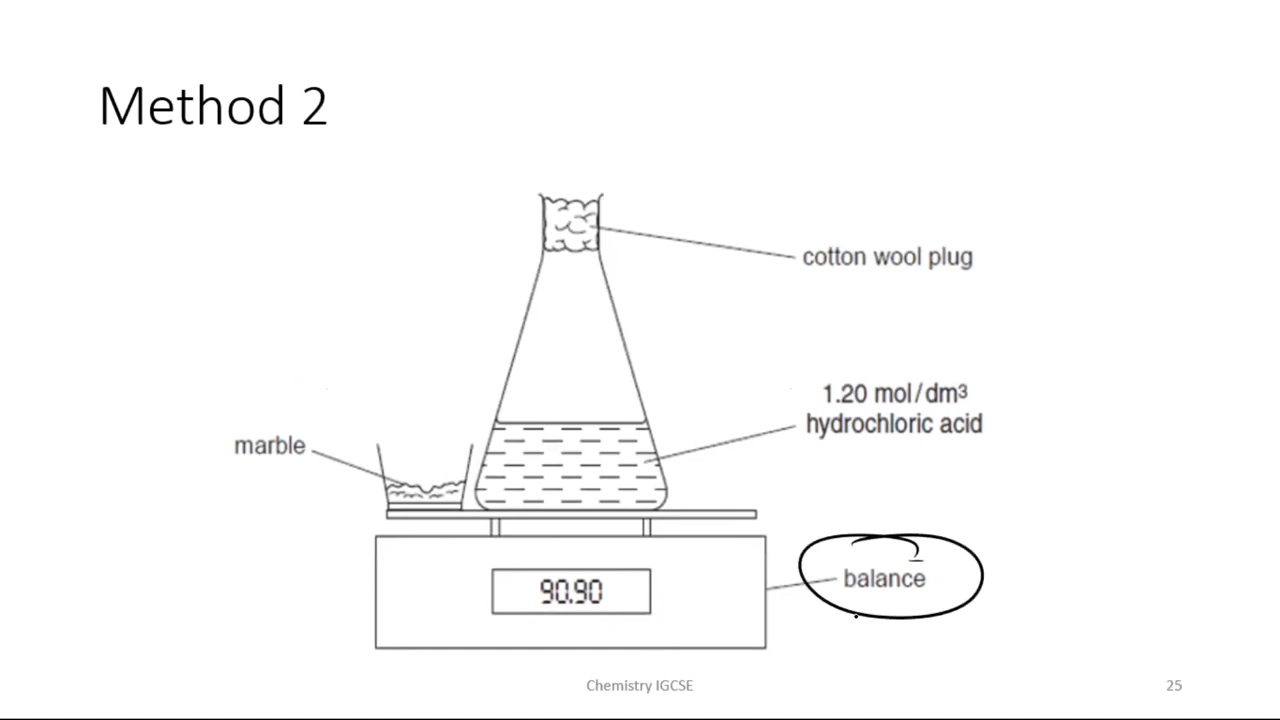 Method 2
cotton wool plug
1.20 mol/dm³
hydrochloric acid
marble
balance
90.90
Chemistry IGCSE
25